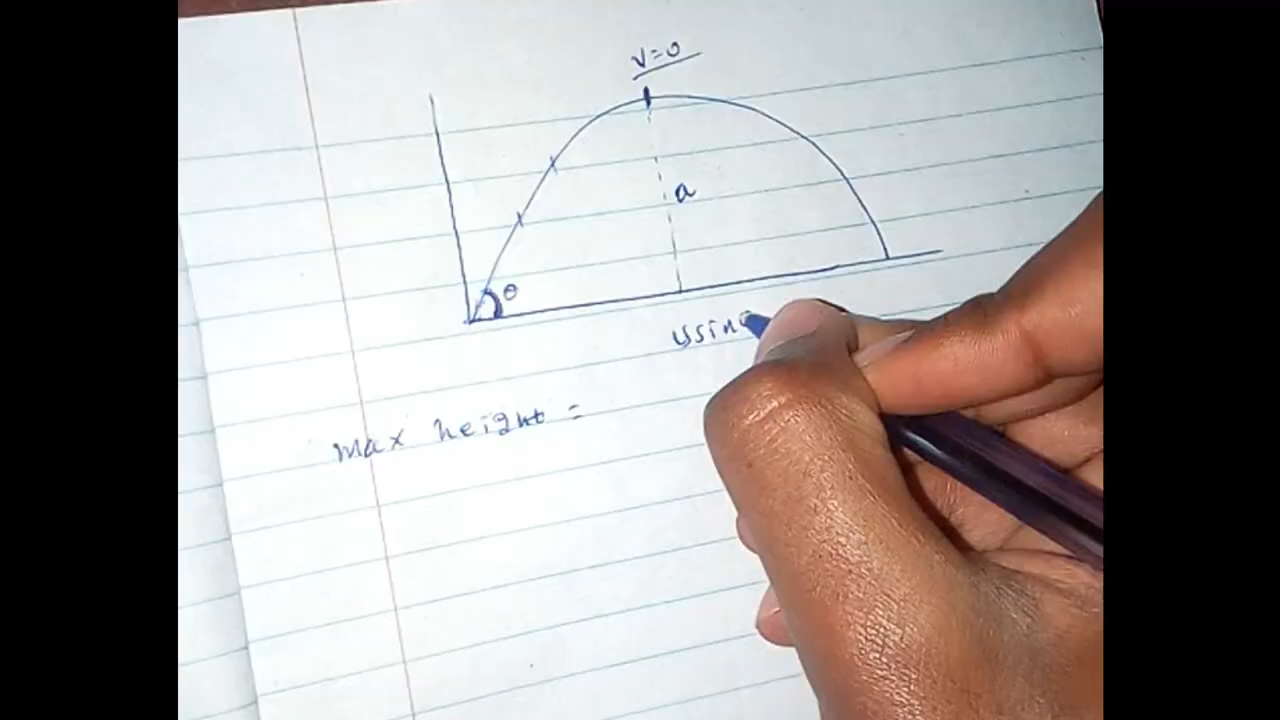 v=0
a
θ
usin
max height =